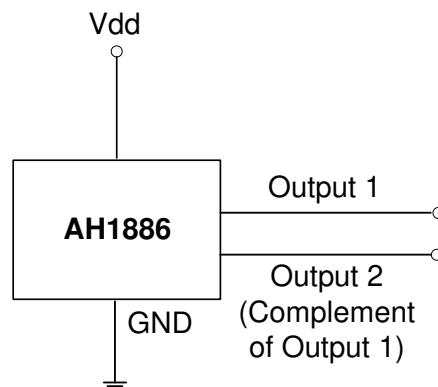 Vdd
Output 1
AH1886
Output 2
(Complement
of Output 1)
GND